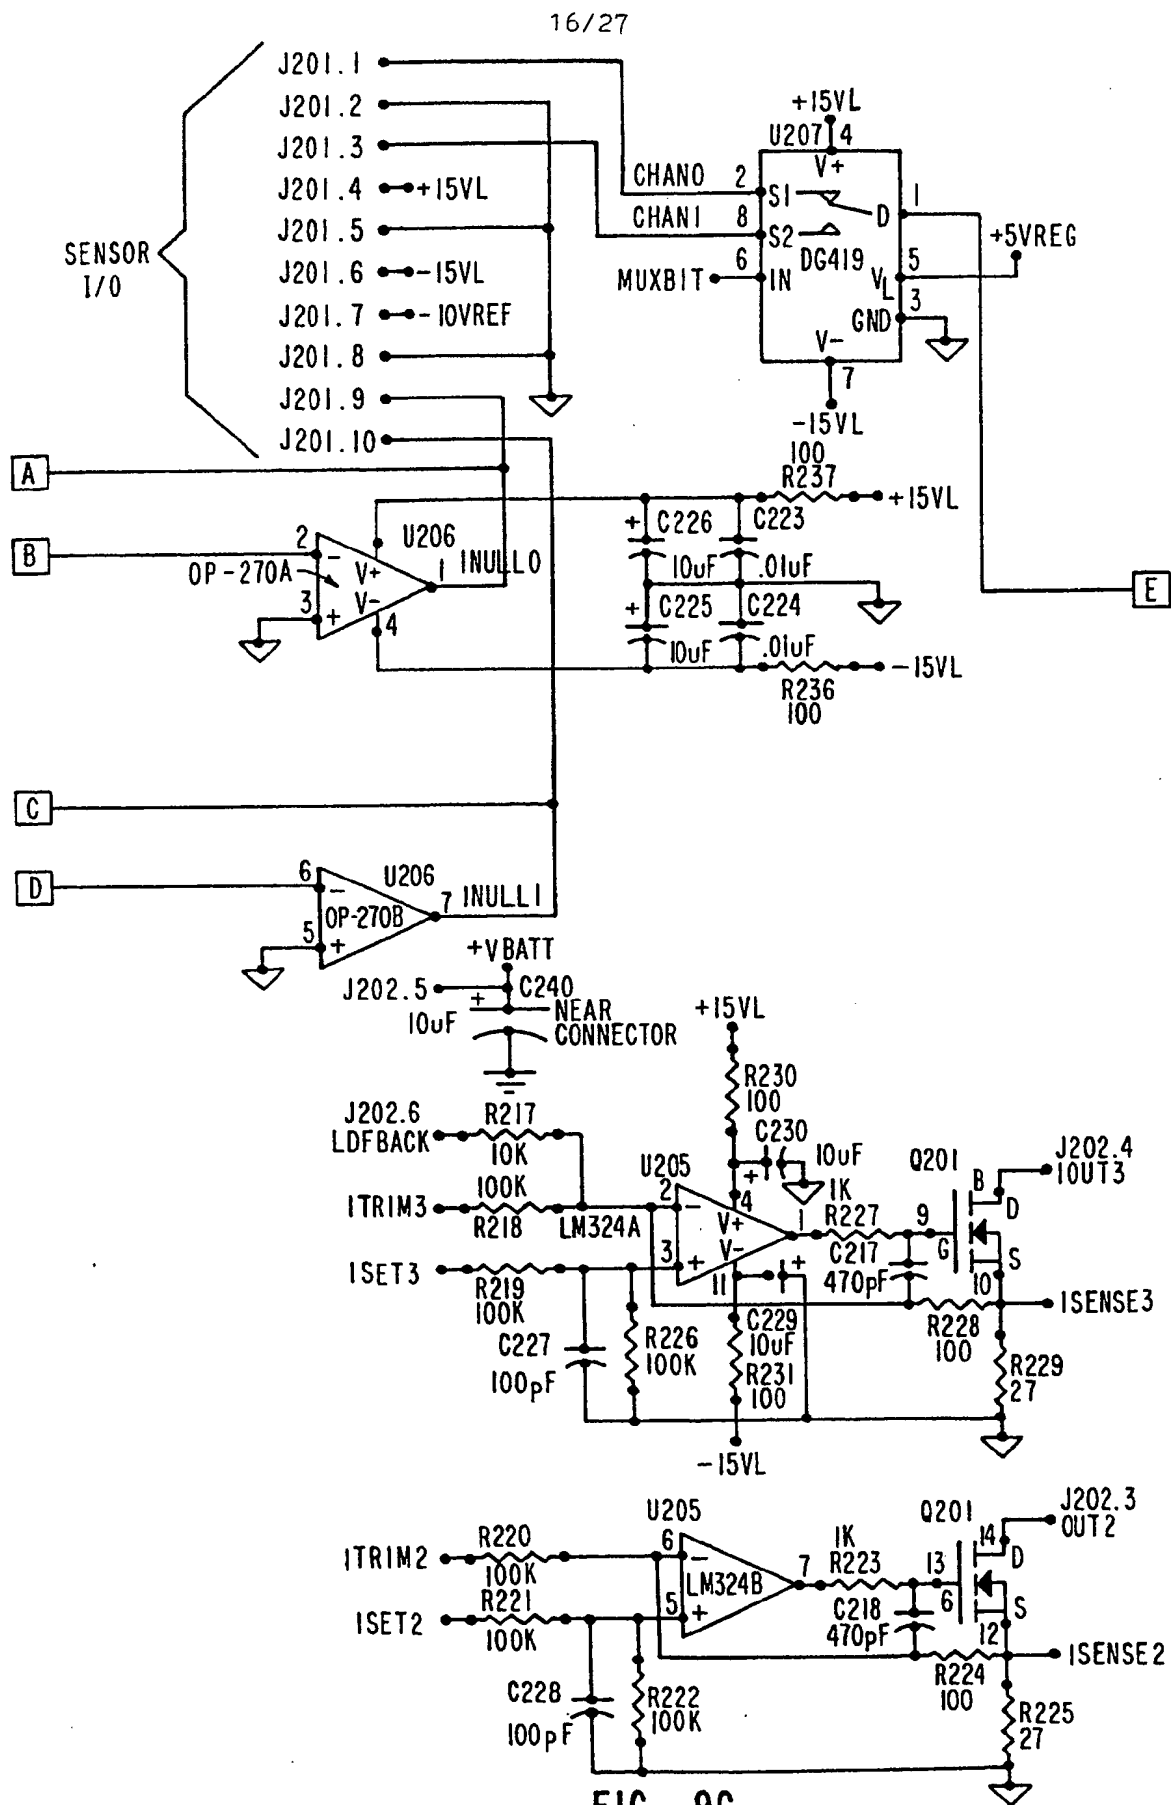 16/27
J201.1
J201.2
J201.3
J201.4
+15VL
J201.5
J201.6
-15VL
J201.7
-10VREF
J201.8
J201.9
J201.10
SENSOR
I/O
CHAN0
CHAN1
MUXBIT
+15VL
U207
4
V+
2
S1
8
S2
6
IN
D
1
DG419
VL
5
+5VREG
3
GND
V-
7
-15VL
100
R237
+15VL
A
B
2
-
U206
OP-270A
V+
V-
1
INULL0
3
+
4
+
C226
C223
10uF
.01uF
+
C225
C224
10uF
.01uF
-15VL
R236
100
E
C
D
6
-
U206
OP-270B
7
INULL1
5
+
+VBATT
J202.5
C240
+
10uF
NEAR
CONNECTOR
+15VL
R230
100
J202.6
LDFBACK
R217
10K
C230
10uF
+
U205
ITRIM3
100K
R218
LM324A
2
-
4
V+
V-
1
1K
R227
9
Q201
8
D
J202.4
IOUT3
G
S
10
ISET3
R219
100K
3
+
11
+
C217
470pF
ISENSE3
R228
100
C229
10uF
C227
100pF
R226
100K
R231
100
R229
27
-15VL
U205
ITRIM2
R220
100K
6
-
LM324B
7
1K
R223
13
Q201
14
D
J202.3
OUT2
6
S
12
R221
ISET2
100K
5
+
C218
470pF
ISENSE2
R224
100
C228
100pF
R222
100K
R225
27
FIG. 9C